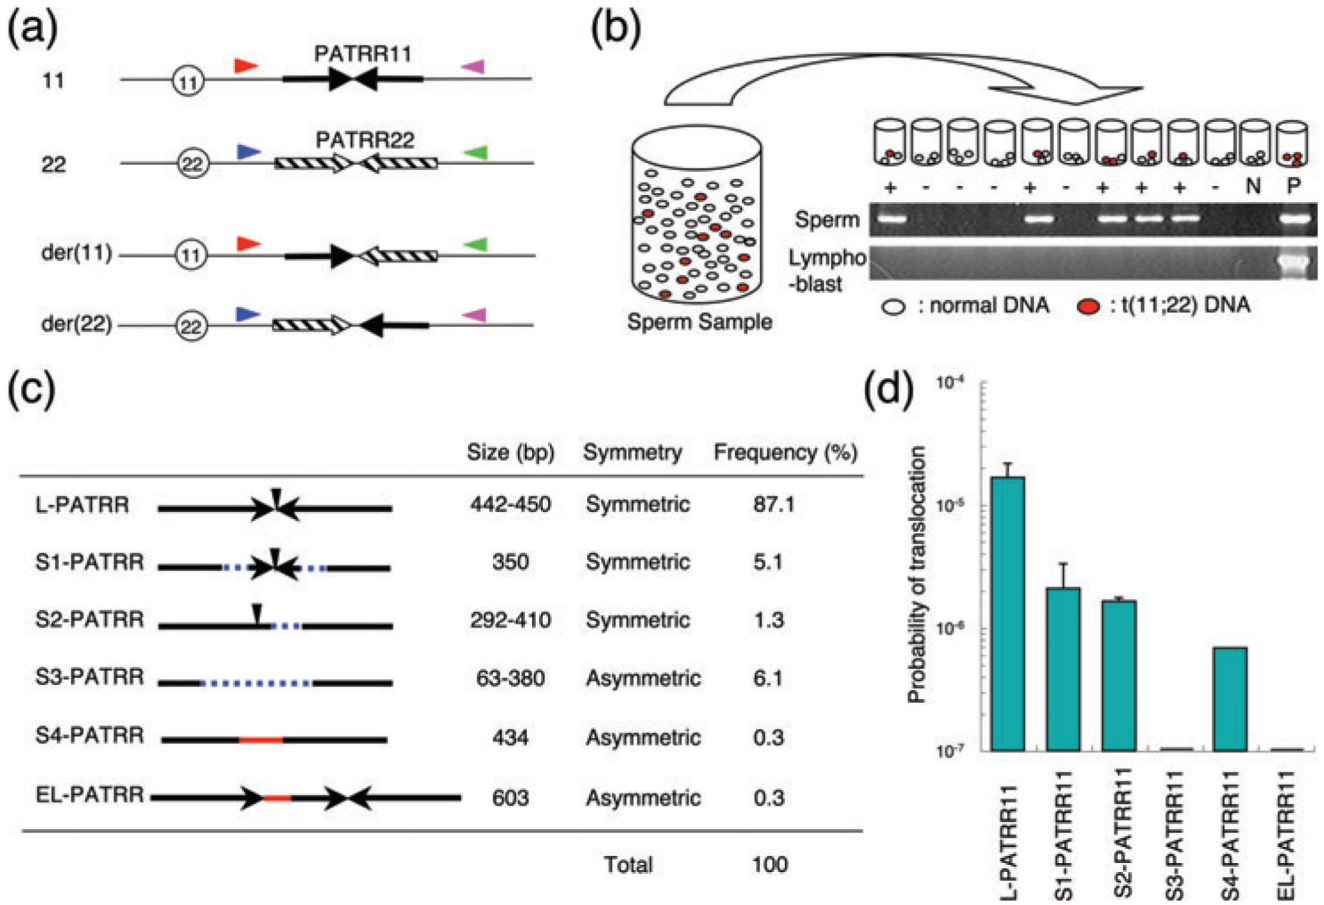 (a)
PATRR11
11
11
PATRR22
22
22
der(11)
11
der(22)
22
(b)
+ - - - + - + + + - N P
Sperm
Lympho
-blast
: normal DNA : t(11;22) DNA
Sperm Sample
(c)
Size (bp) Symmetry Frequency (%)
L-PATRR 442-450 Symmetric 87.1
S1-PATRR 350 Symmetric 5.1
S2-PATRR 292-410 Symmetric 1.3
S3-PATRR 63-380 Asymmetric 6.1
S4-PATRR 434 Asymmetric 0.3
EL-PATRR 603 Asymmetric 0.3
Total 100
(d)
Probability of translocation
10-4
10-5
10-6
10-7
L-PATRR11
S1-PATRR11
S2-PATRR11
S3-PATRR11
S4-PATRR11
EL-PATRR11